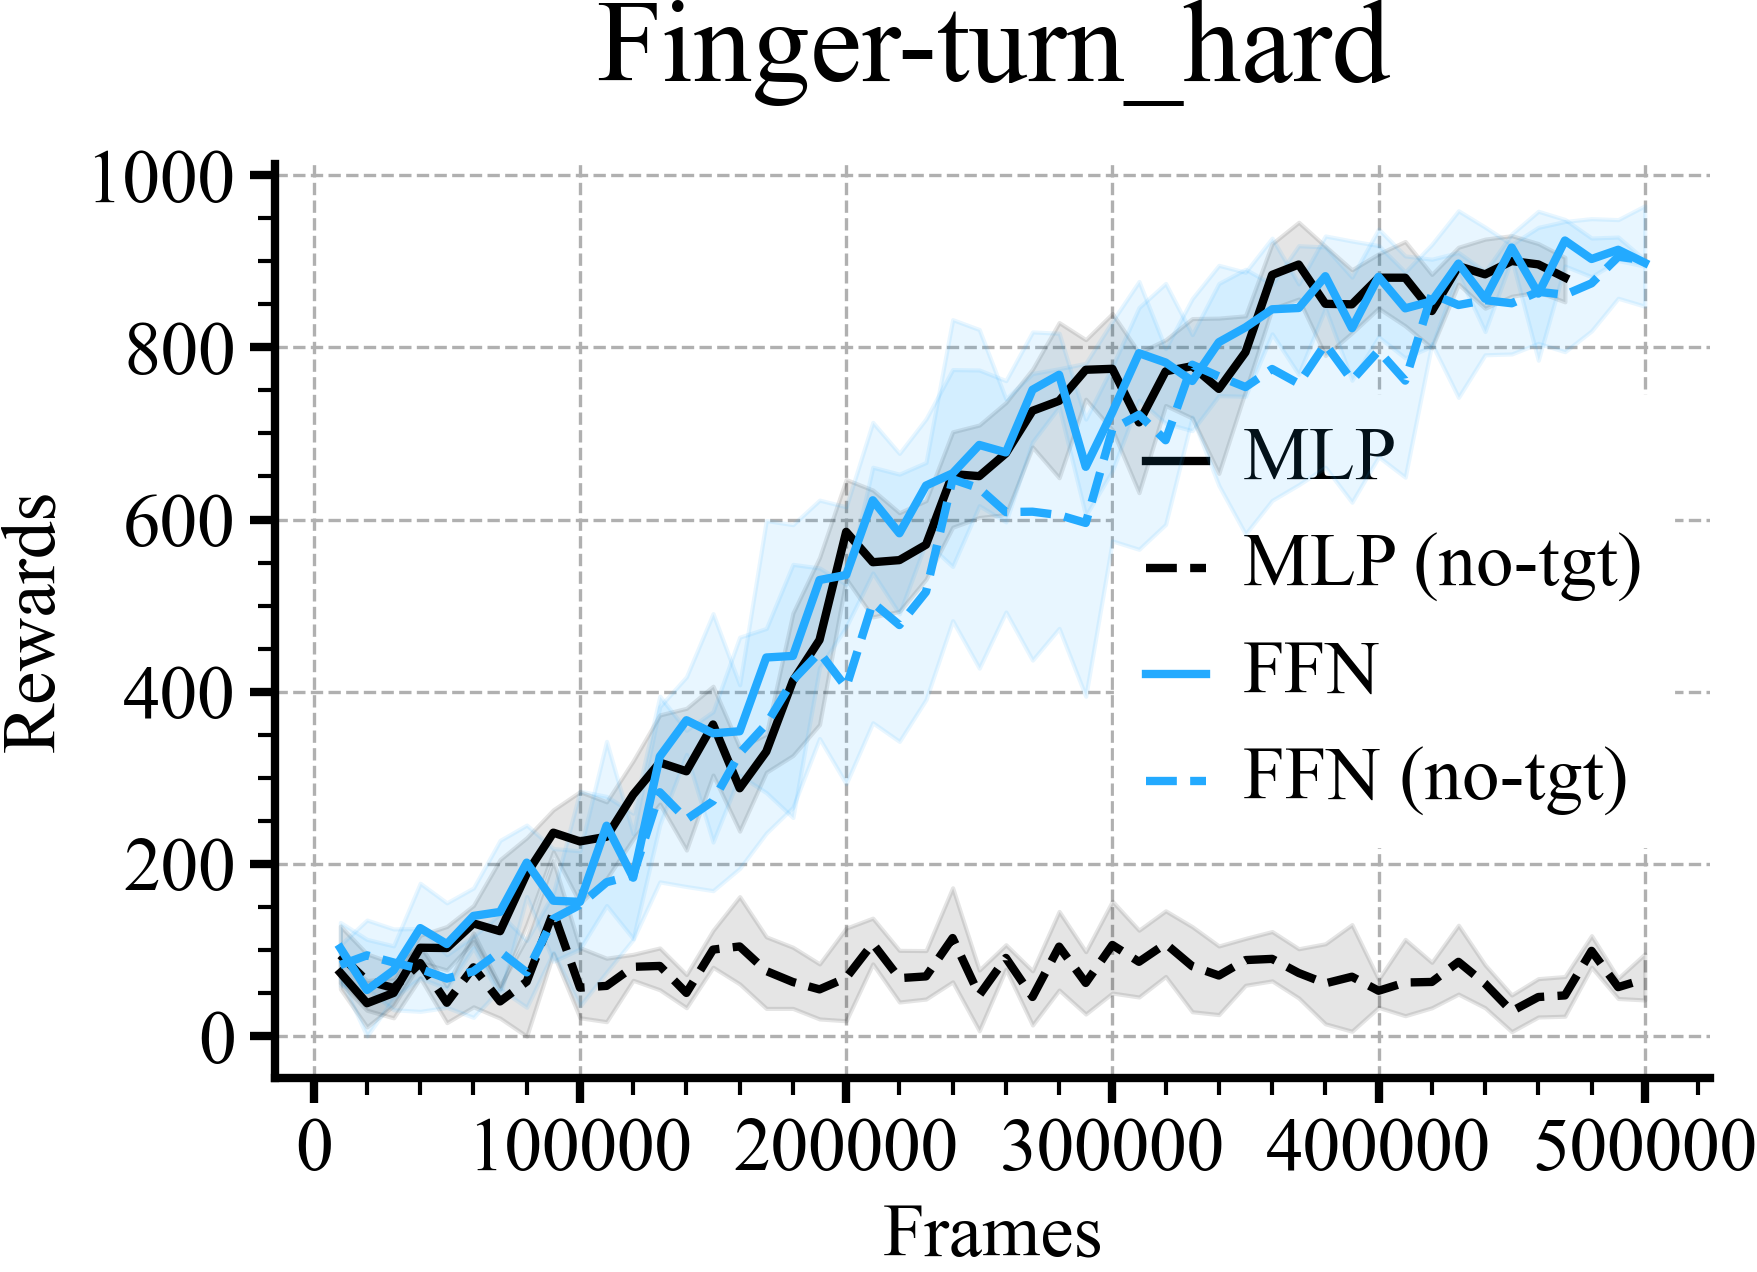 Finger-turn_hard
1000
800
600
400
200
0
Rewards
MLP
MLP (no-tgt)
FFN
FFN (no-tgt)
0 100000 200000 300000 400000 500000
Frames